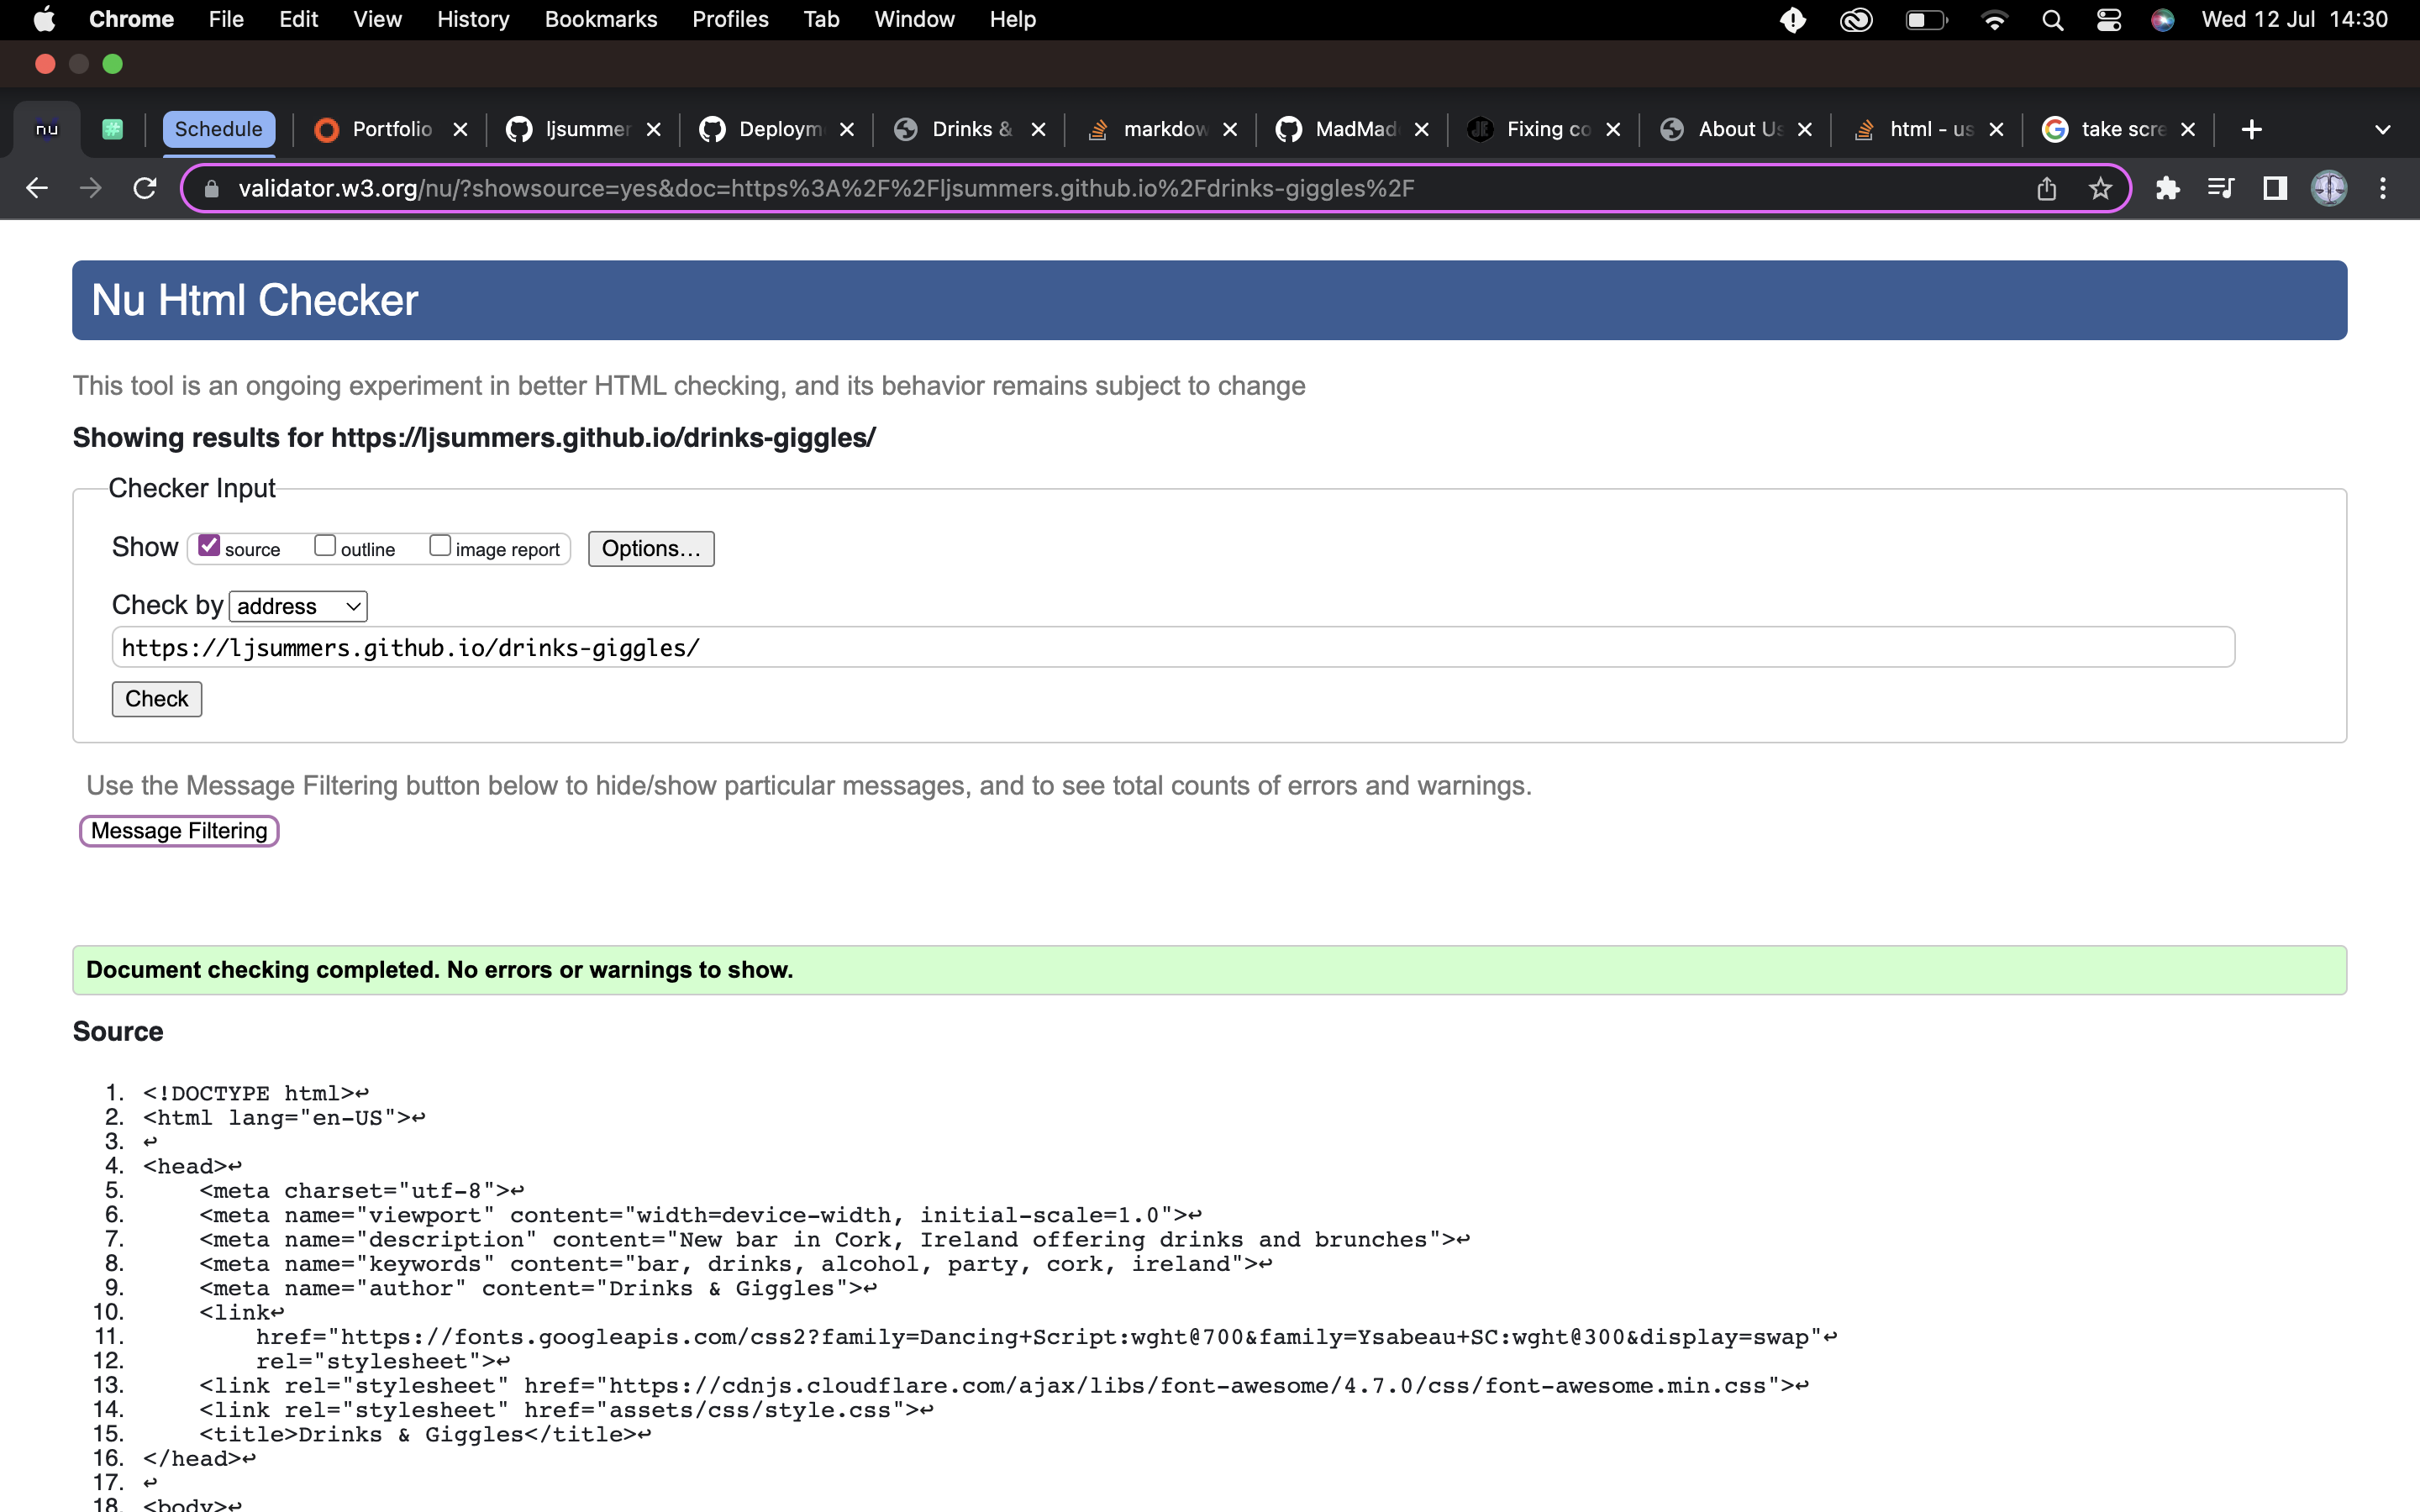 Chrome File Edit View History Bookmarks Profiles Tab Window Help Wed 12 Jul 14:30
nu # Schedule Portfolio ljsummer Deploym Drinks & markdow MadMad JE Fixing co About Us html - us take scre
validator.w3.org/nu/?showsource=yes&doc=https%3A%2F%2Fljsummers.github.io%2Fdrinks-giggles%2F
Nu Html Checker
This tool is an ongoing experiment in better HTML checking, and its behavior remains subject to change
Showing results for https://ljsummers.github.io/drinks-giggles/
Checker Input
Show source outline image report Options...
Check by address
https://ljsummers.github.io/drinks-giggles/
Check
Use the Message Filtering button below to hide/show particular messages, and to see total counts of errors and warnings.
Message Filtering
Document checking completed. No errors or warnings to show.
Source
1. <!DOCTYPE html>↩
2. <html lang="en-US">↩
3. ↩
4. <head>↩
5. <meta charset="utf-8">↩
6. <meta name="viewport" content="width=device-width, initial-scale=1.0">↩
7. <meta name="description" content="New bar in Cork, Ireland offering drinks and brunches">↩
8. <meta name="keywords" content="bar, drinks, alcohol, party, cork, ireland">↩
9. <meta name="author" content="Drinks & Giggles">↩
10. <link↩
11. href="https://fonts.googleapis.com/css2?family=Dancing+Script:wght@700&family=Ysabeau+SC:wght@300&display=swap"↩
12. rel="stylesheet">↩
13. <link rel="stylesheet" href="https://cdnjs.cloudflare.com/ajax/libs/font-awesome/4.7.0/css/font-awesome.min.css">↩
14. <link rel="stylesheet" href="assets/css/style.css">↩
15. <title>Drinks & Giggles</title>↩
16. </head>↩
17. ↩
18. <body>↩